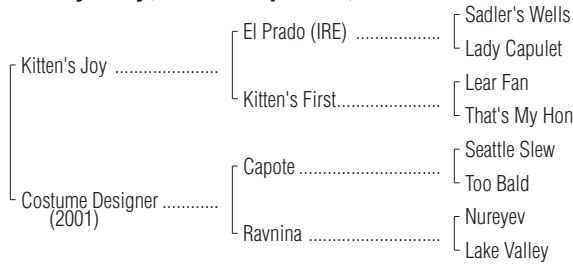 Sadler's Wells
El Prado (IRE) ...................
Lady Capulet
Kitten's Joy .......................
Lear Fan
Kitten's First.......................
That's My Hon
Seattle Slew
Capote ...............................
Too Bald
Costume Designer ............
(2001)
Nureyev
Ravnina .............................
Lake Valley